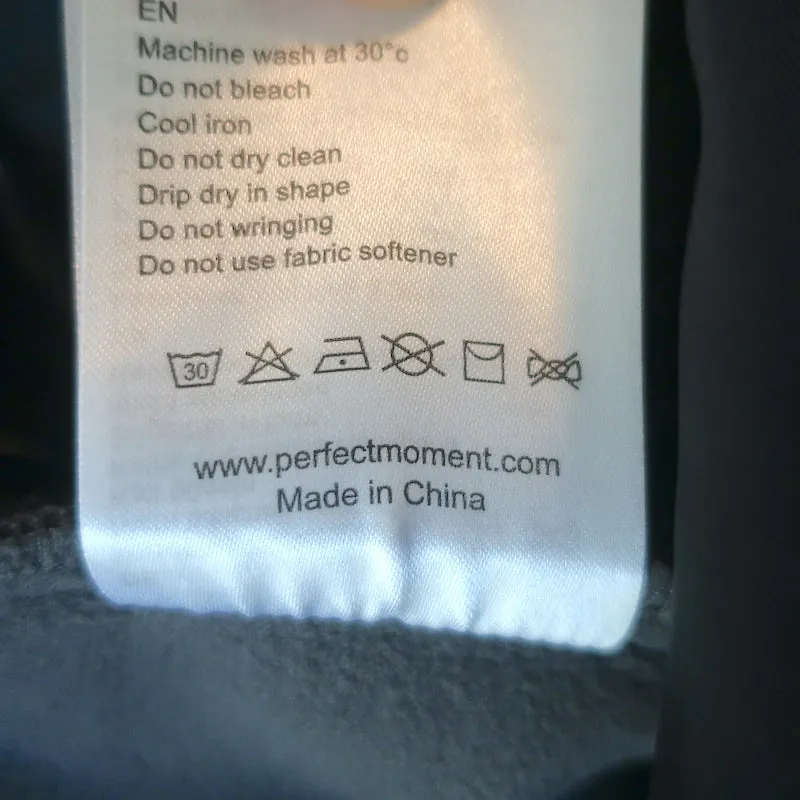 EN
Machine wash at 30°c
Do not bleach
Cool iron
Do not dry clean
Drip dry in shape
Do not wringing
Do not use fabric softener
30
www.perfectmoment.com
Made in China